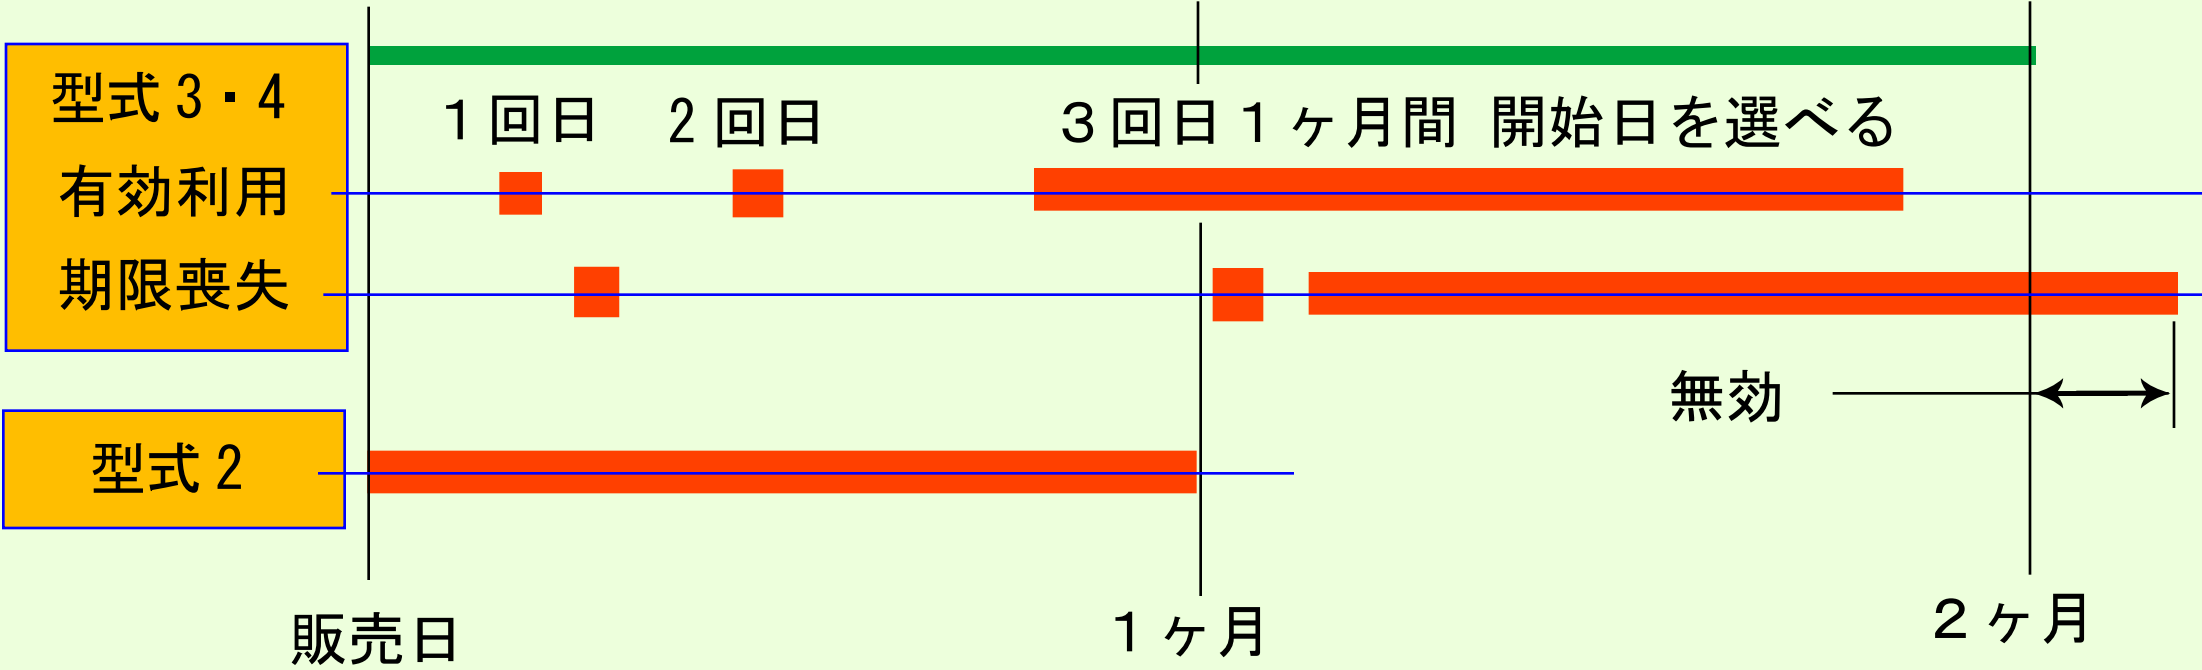 型式 3・4
有効利用
期限喪失
1回日
2回日
3回日1ヶ月間 開始日を選べる
無効
型式 2
販売日
1ヶ月
2ヶ月